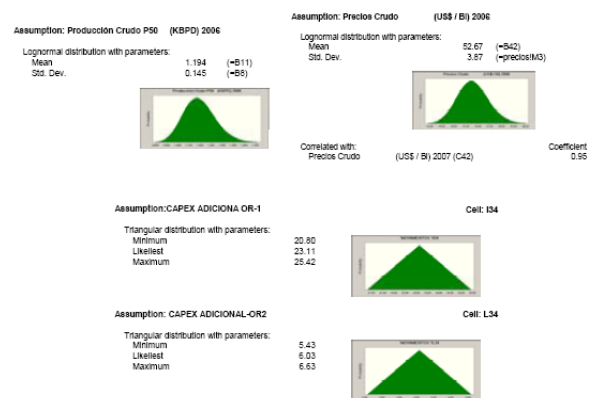 Assumption: Producción Crudo P50 (KBPD) 2006
Lognormal distribution with parameters:
Mean 1.194 (=B11)
Std. Dev. 0.145 (=B8)
Assumption: Precios Crudo (US$ / Bl) 2006
Lognormal distribution with parameters:
Mean 52.67 (=B42)
Std. Dev. 3.87 (=precios!M3)
Correlated with: Coefficient
Precios Crudo (US$ / Bl) 2007 (C42) 0.95
Assumption:CAPEX ADICIONA OR-1 Cell: I34
Triangular distribution with parameters:
Minimum 20.80
Likeliest 23.11
Maximum 25.42
Assumption: CAPEX ADICIONAL-OR2 Cell: L34
Triangular distribution with parameters:
Minimum 5.43
Likeliest 6.03
Maximum 6.63